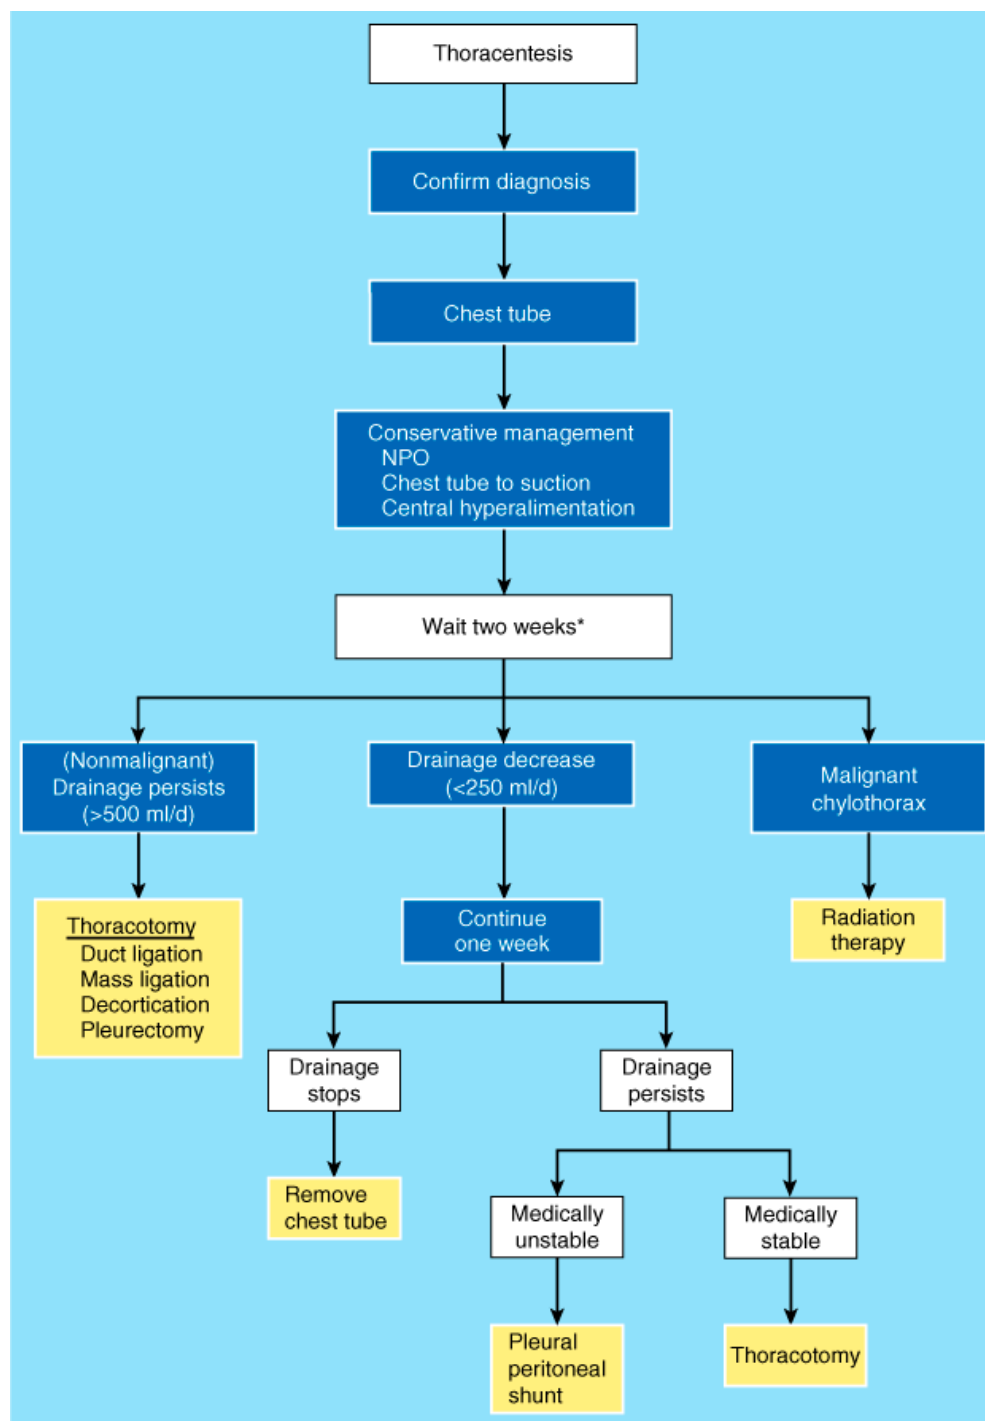 Thoracentesis
Confirm diagnosis
Chest tube
Conservative management
NPO
Chest tube to suction
Central hyperalimentation
Wait two weeks*
(Nonmalignant)
Drainage persists
(>500 ml/d)
Drainage decrease
(<250 ml/d)
Malignant
chylothorax
Thoracotomy
Duct ligation
Mass ligation
Decortication
Pleurectomy
Continue
one week
Radiation
therapy
Drainage
stops
Drainage
persists
Remove
chest tube
Medically
unstable
Medically
stable
Pleural
peritoneal
shunt
Thoracotomy